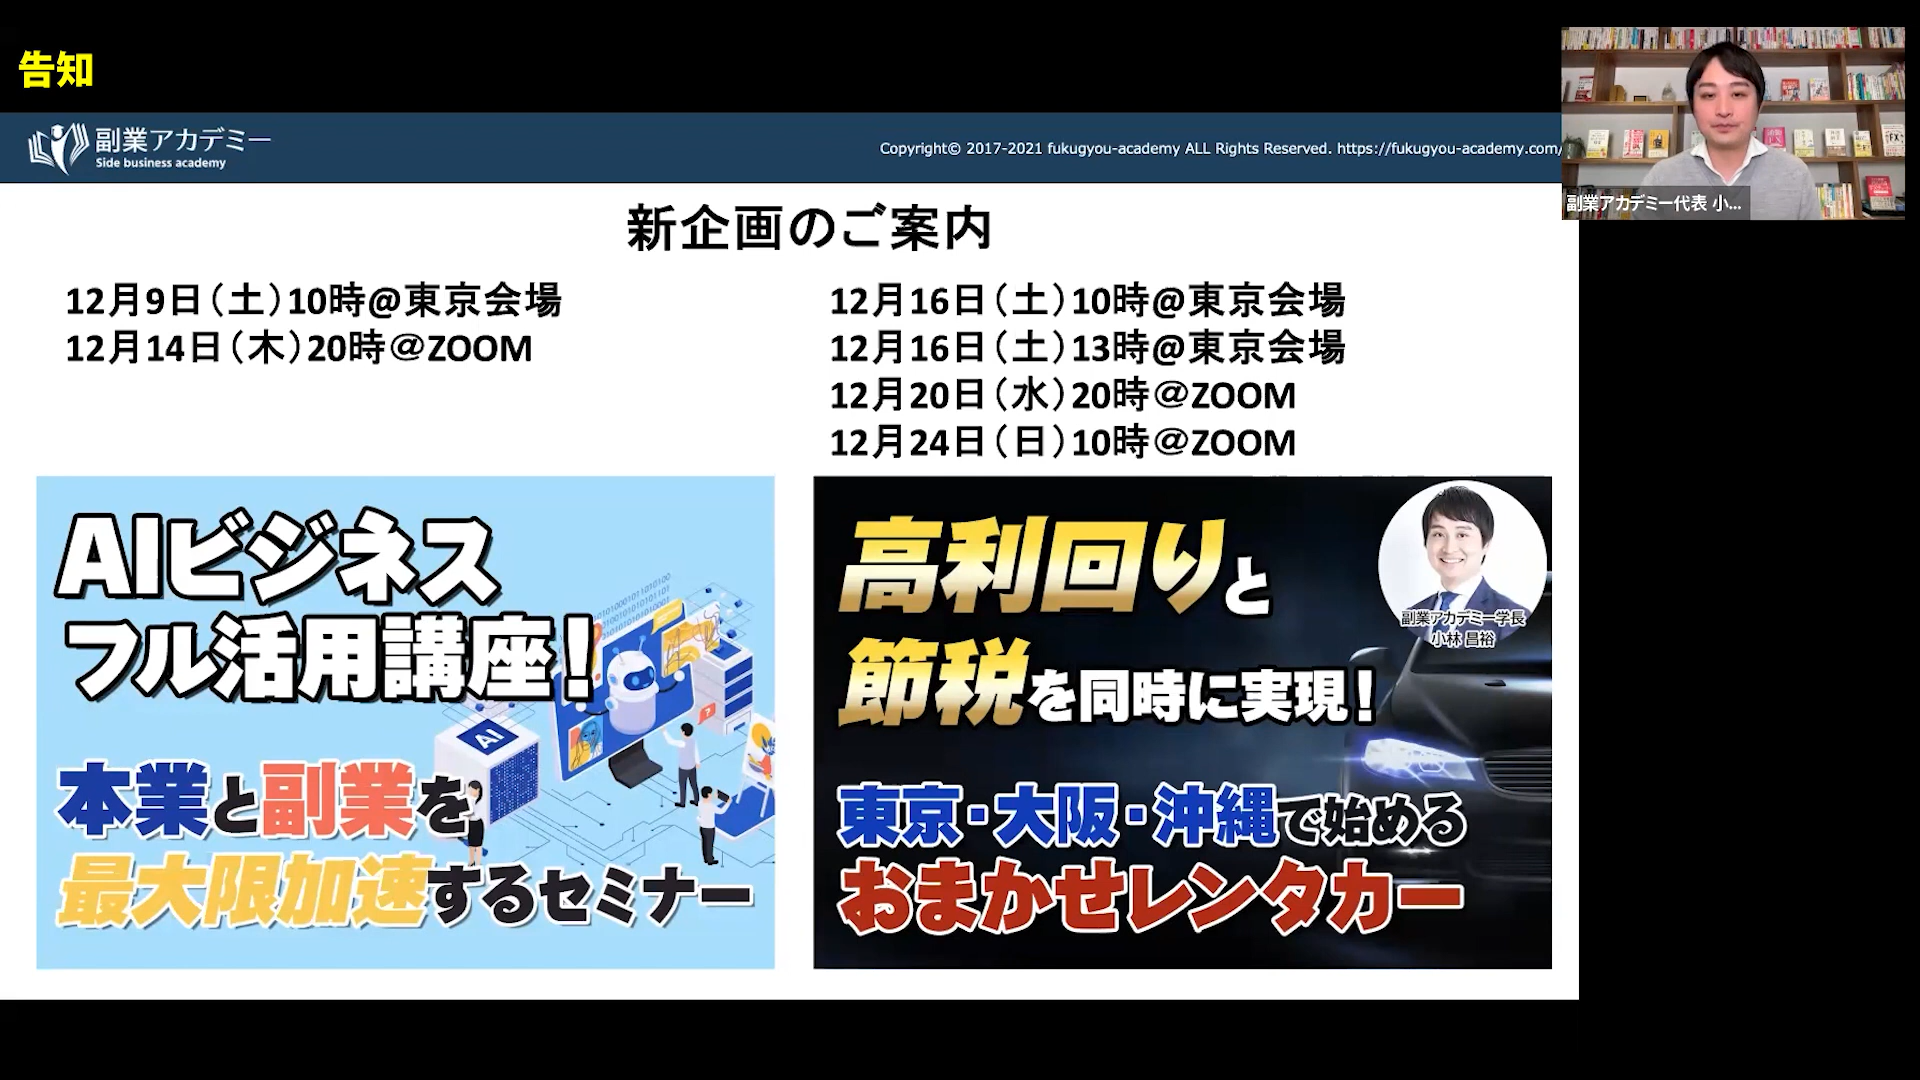 告知
副業アカデミー
Side business academy
Copyright© 2017-2021 fukugyou-academy ALL Rights Reserved. https://fukugyou-academy.com/
副業アカデミー代表 小...
新企画のご案内
12月9日（土）10時@東京会場
12月14日（木）20時＠ZOOM
12月16日（土）10時@東京会場
12月16日（土）13時@東京会場
12月20日（水）20時＠ZOOM
12月24日（日）10時＠ZOOM
AIビジネス
フル活用講座！
AI
本業と副業を
最大限加速するセミナー
高利回りと
節税を同時に実現！
副業アカデミー学長
小林 昌裕
東京・大阪・沖縄で始める
おまかせレンタカー